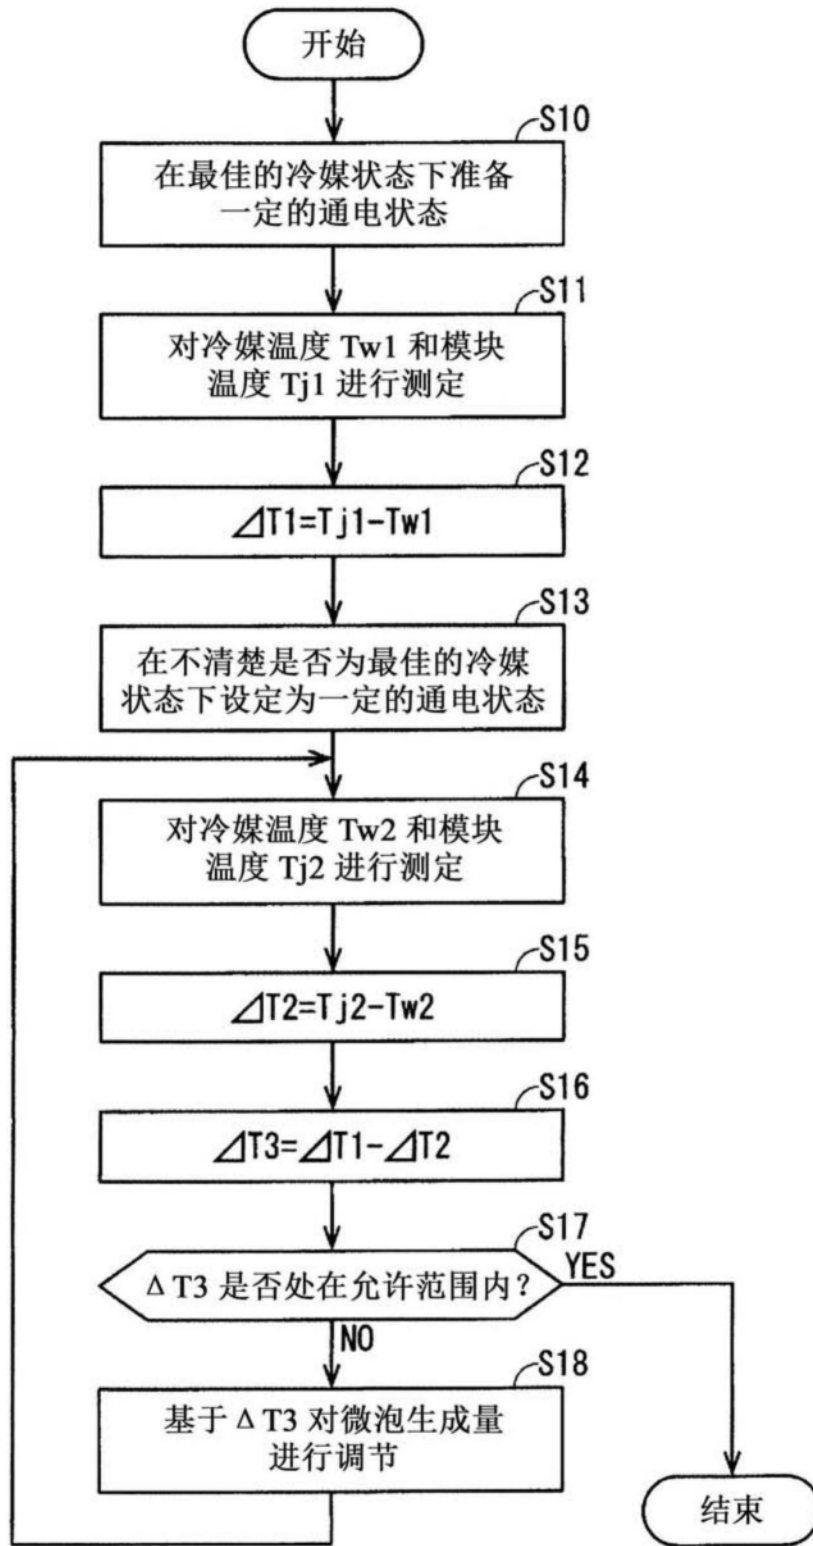 开始
S10
在最佳的冷媒状态下准备
一定的通电状态
S11
对冷媒温度 Tw1 和模块
温度 Tj1 进行测定
S12
⊿T1=Tj1-Tw1
S13
在不清楚是否为最佳的冷媒
状态下设定为一定的通电状态
S14
对冷媒温度 Tw2 和模块
温度 Tj2 进行测定
S15
⊿T2=Tj2-Tw2
S16
⊿T3=⊿T1-⊿T2
S17
Δ T3 是否处在允许范围内?
YES
NO
S18
基于 Δ T3 对微泡生成量
进行调节
结束